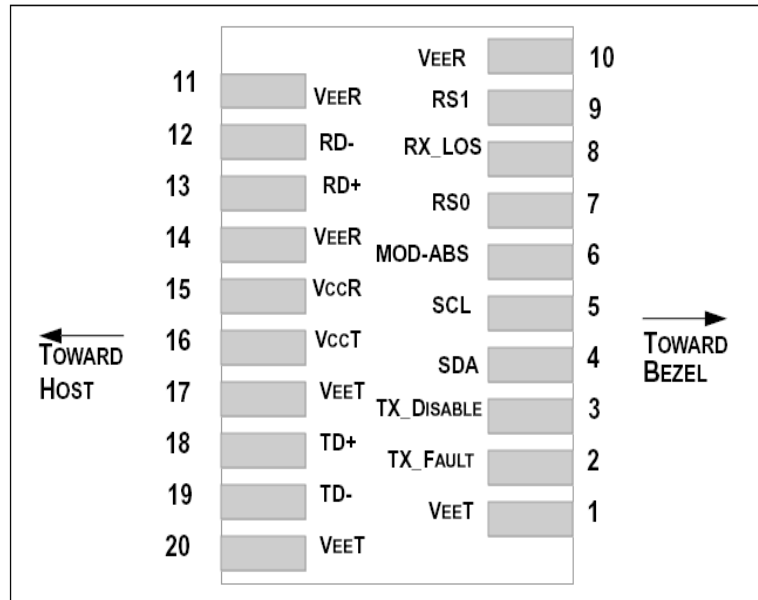 VEER 10
11 VEER
RS1 9
12 RD-
RX_LOS 8
13 RD+
RS0 7
14 VEER
MOD-ABS 6
15 VCCR
SCL 5
16 VCCT
TOWARD
HOST
TOWARD
BEZEL
SDA 4
17 VEET
TX_DISABLE 3
18 TD+
TX_FAULT 2
19 TD-
VEET 1
20 VEET